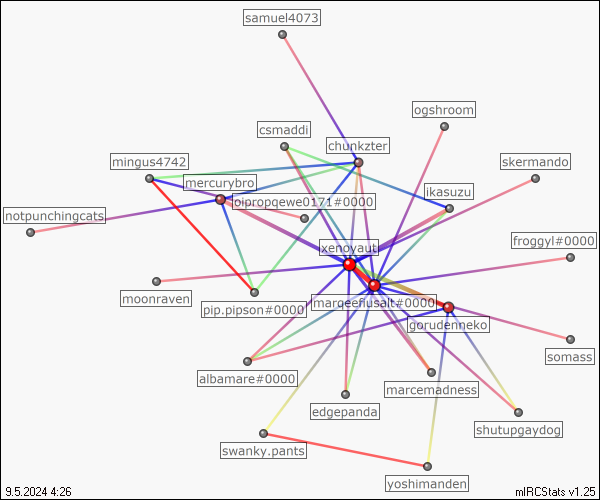 samuel4073
ogshroom
csmaddi
chunkzter
mingus4742
skermando
mercurybro
ikasuzu
oipropqewe0171#0000
notpunchingcats
xenoyaut
froggyl#0000
moonraven
marqeefiusalt#0000
pip.pipson#0000
gorudenneko
somass
albamare#0000
marcemadness
edgepanda
shutupgaydog
swanky.pants
yoshimanden
9.5.2024 4:26
mIRCStats v1.25